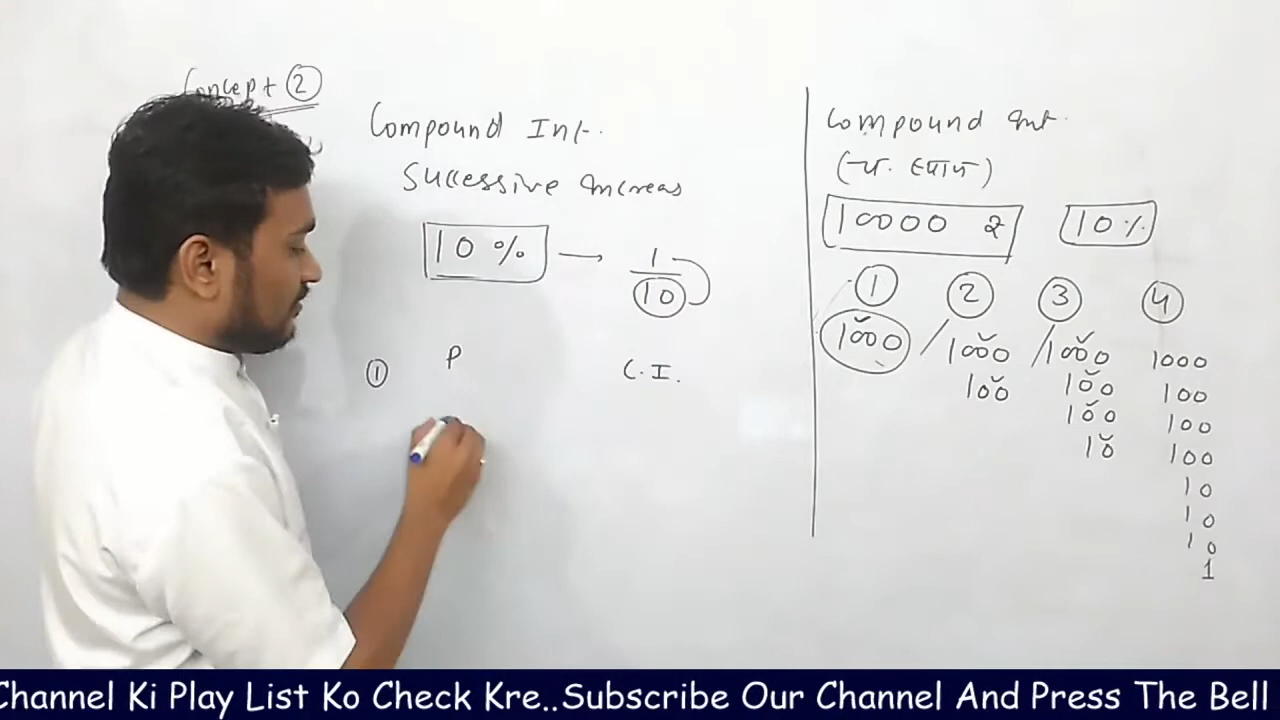 Concept ②
Compound Int.
Successive Increas
10 % → 1/10
① P C.I.
Compound Int.
(च. ब्याज)
10000 ₹ 10 %
① ② ③ ④
1000 1000 1000 1000
100 100 100
100 100
10 100
10
10
10
1
Channel Ki Play List Ko Check Kre..Subscribe Our Channel And Press The Bell